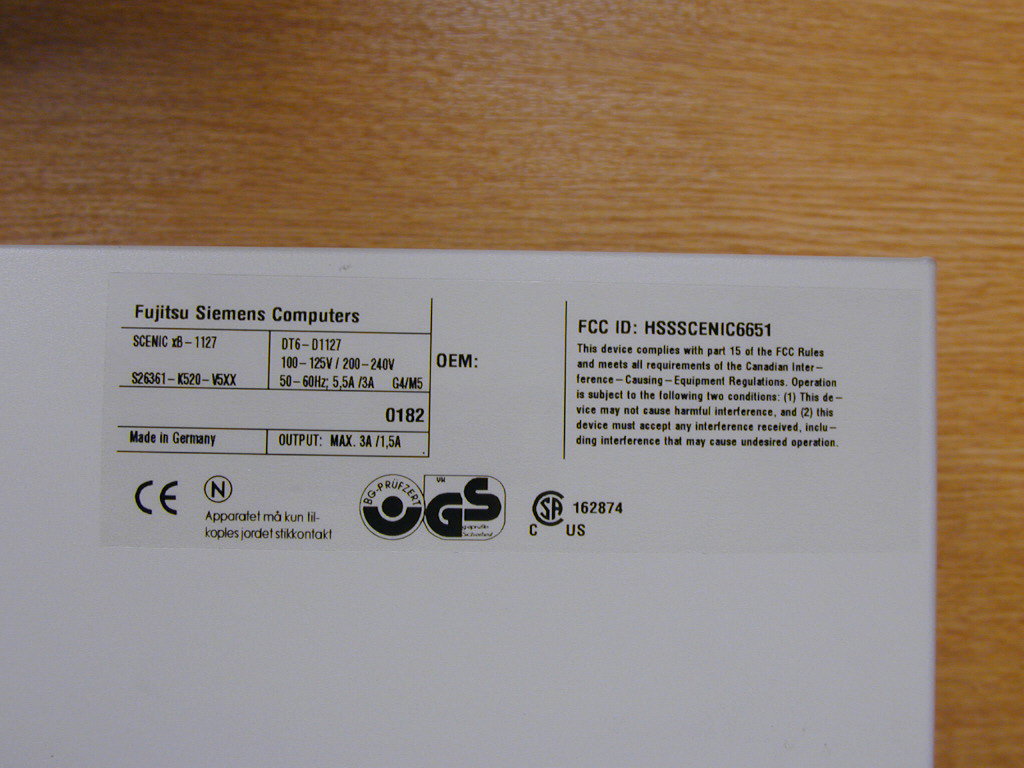 Fujitsu Siemens Computers
SCENIC xB-1127
S26361-K520-V5XX
DT6-D1127
100-125V / 200-240V
50-60Hz; 5,5A /3A G4/M5
0182
Made in Germany
OUTPUT: MAX. 3A /1,5A
OEM:
FCC ID: HSSSCENIC6651
This device complies with part 15 of the FCC Rules
and meets all requirements of the Canadian Inter-
ference-Causing-Equipment Regulations. Operation
is subject to the following two conditions: (1) This de-
vice may not cause harmful interference, and (2) this
device must accept any interference received, inclu-
ding interference that may cause undesired operation.
CE
N
Apparatet må kun til-
koples jordet stikkontakt
BG-PRÜFZERT
GS
geprüfte
Sicherheit
SA
C US
162874